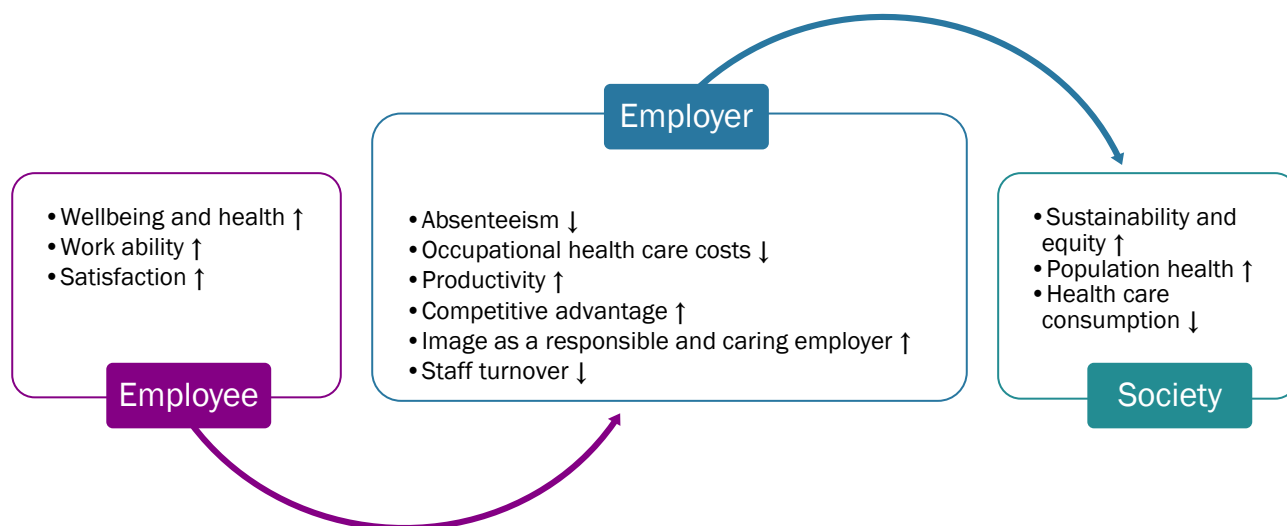 Employer
• Wellbeing and health ↑
• Work ability ↑
• Satisfaction ↑
Employee
• Absenteeism ↓
• Occupational health care costs ↓
• Productivity ↑
• Competitive advantage ↑
• Image as a responsible and caring employer ↑
• Staff turnover ↓
• Sustainability and
equity ↑
• Population health ↑
• Health care
consumption ↓
Society